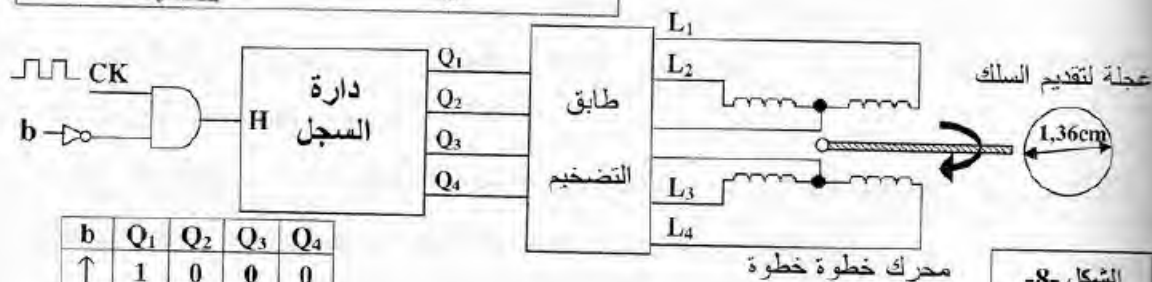 CK
b
H
دارة
السجل
Q1
Q2
Q3
Q4
طابق
التضخيم
L1
L2
L3
L4
عجلة لتقديم السلك
1,36cm
محرك خطوة خطوة
الشكل -8-
b Q1 Q2 Q3 Q4
↑ 1 0 0 0